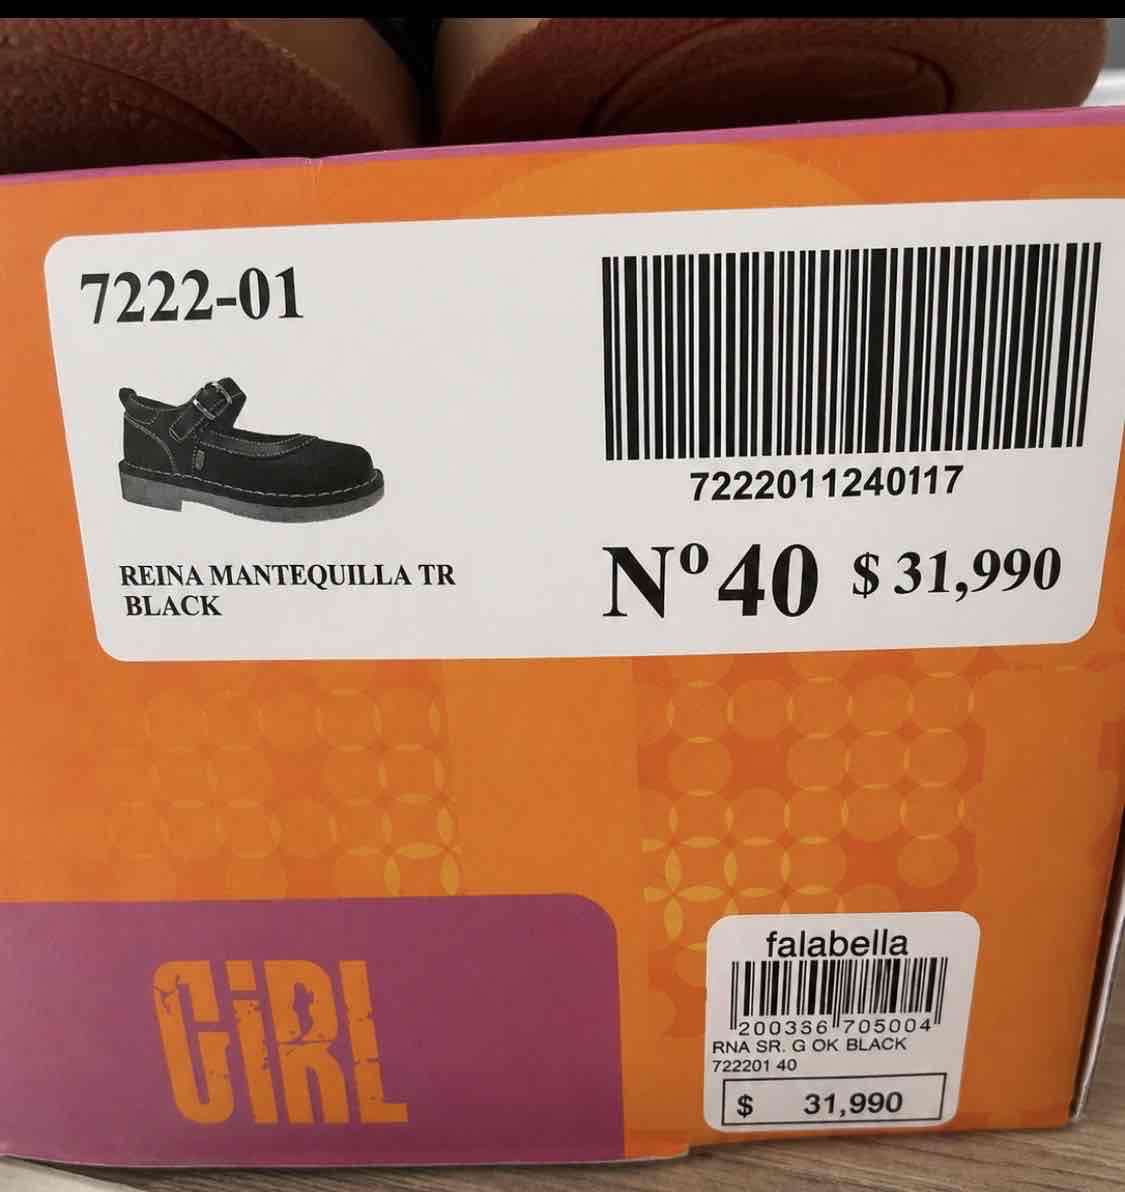 7222-01
7222011240117
REINA MANTEQUILLA TR
BLACK
Nº40 $ 31,990
GiRL
falabella
200336 705004
RNA SR. G OK BLACK
722201 40
$ 31,990